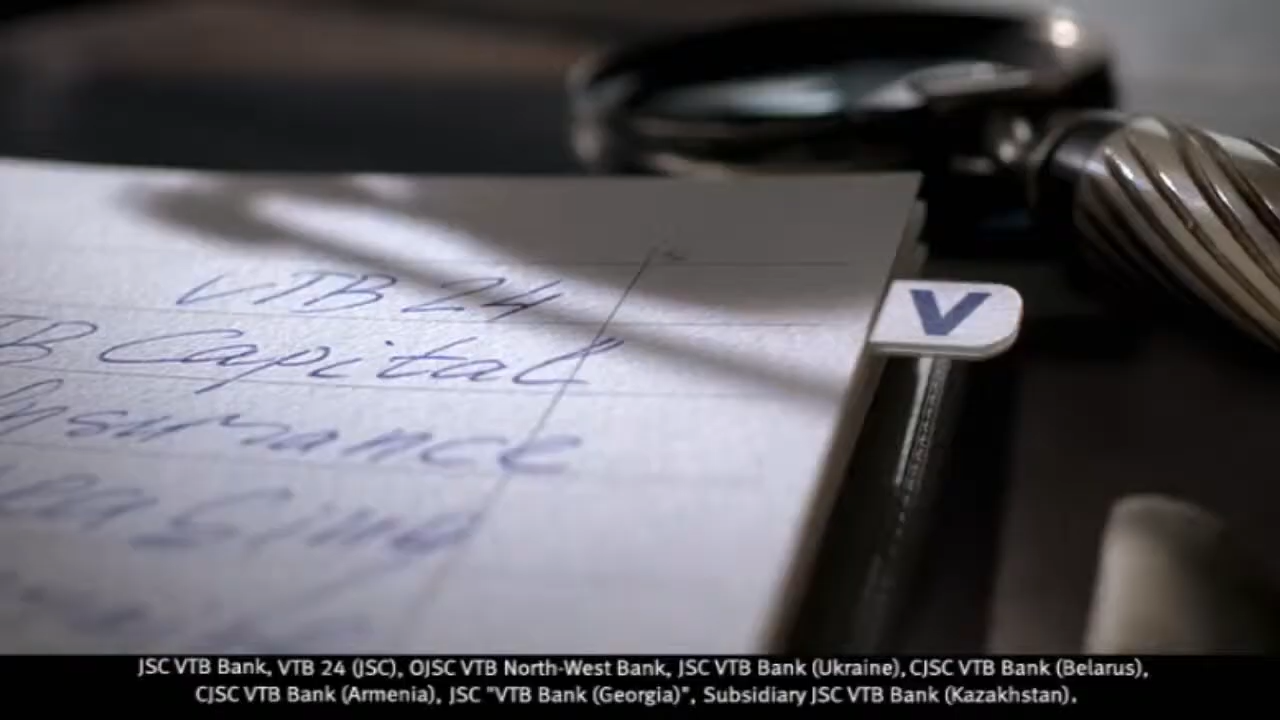 VTB 24
B Capital
V
Insurance
JSC VTB Bank, VTB 24 (JSC), OJSC VTB North-West Bank, JSC VTB Bank (Ukraine), CJSC VTB Bank (Belarus),
CJSC VTB Bank (Armenia), JSC "VTB Bank (Georgia)", Subsidiary JSC VTB Bank (Kazakhstan).